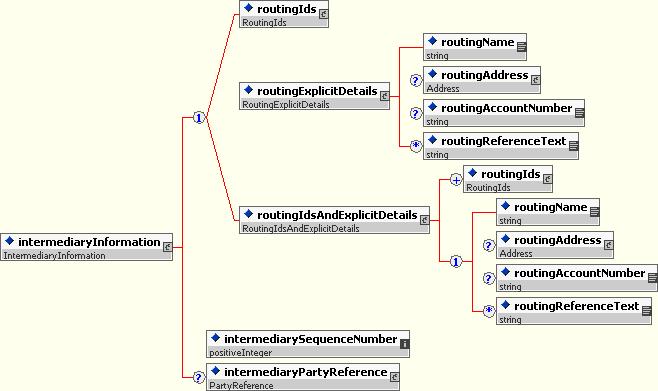 routingIds
RoutingIds
routingExplicitDetails
RoutingExplicitDetails
routingName
string
?
routingAddress
Address
?
routingAccountNumber
string
*
routingReferenceText
string
1
routingIdsAndExplicitDetails
RoutingIdsAndExplicitDetails
+
routingIds
RoutingIds
1
routingName
string
?
routingAddress
Address
?
routingAccountNumber
string
*
routingReferenceText
string
intermediaryInformation
IntermediaryInformation
intermediarySequenceNumber
positiveInteger
?
intermediaryPartyReference
PartyReference